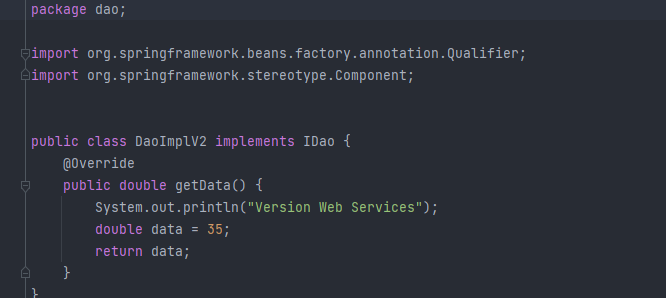 package dao;
import org.springframework.beans.factory.annotation.Qualifier;
import org.springframework.stereotype.Component;
public class DaoImplV2 implements IDao {
@Override
public double getData() {
System.out.println("Version Web Services");
double data = 35;
return data;
}
}